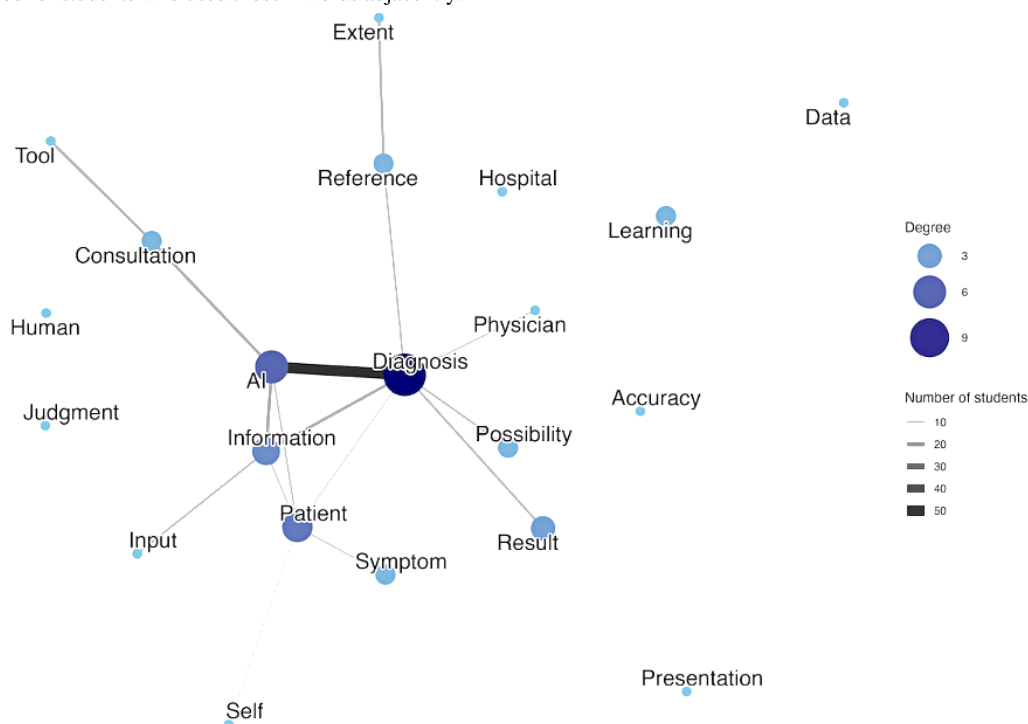 Extent
Data
Tool
Reference
Hospital
Learning
Consultation
Degree
3
6
9
Human
Physician
Diagnosis
AI
Judgment
Accuracy
Number of students
10
20
30
40
50
Information
Possibility
Patient
Input
Result
Symptom
Presentation
Self